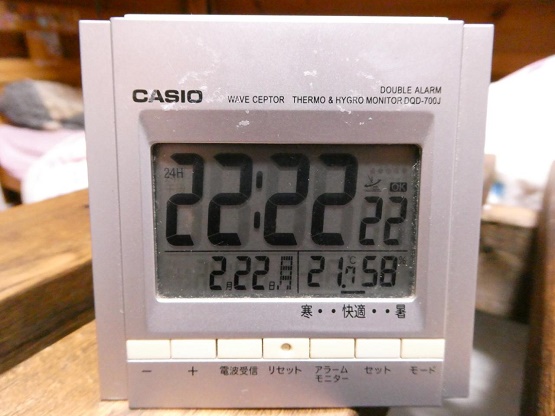 CASIO
DOUBLE ALARM
WAVE CEPTOR THERMO & HYGRO MONITOR DQD-700J
24H
22:22 22
OK
2月22日月 21.7℃ 58%
寒・・快適・・暑
− + 電波受信 リセット アラームモニター セット モード